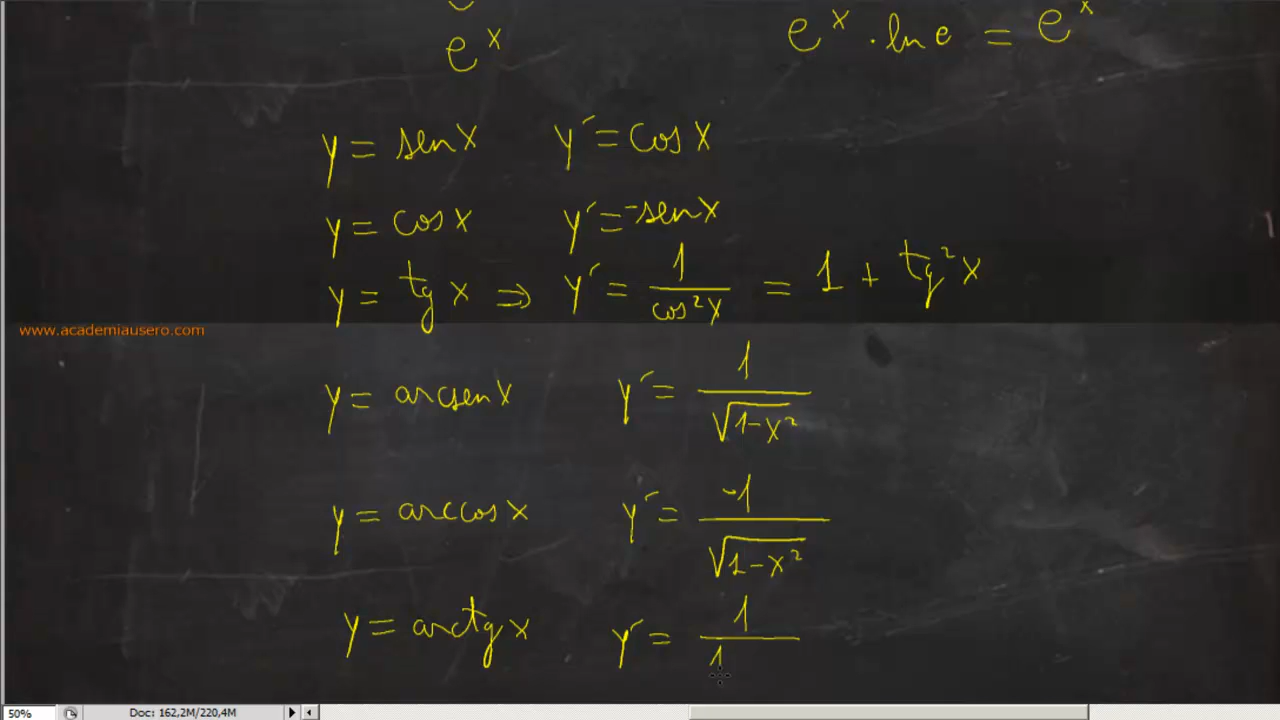 e^x e^x · ln e = e^x
y = sen x y´ = cos x
y = cos x y´ = -sen x
y = tg x ⇒ y´ = 1/cos²x = 1 + tg²x
www.academiausero.com
y = arcsen x y´ = 1/√(1-x²)
y = arccos x y´ = -1/√(1-x²)
y = arctg x y´ = 1/1
50% Doc: 162,2M/220,4M